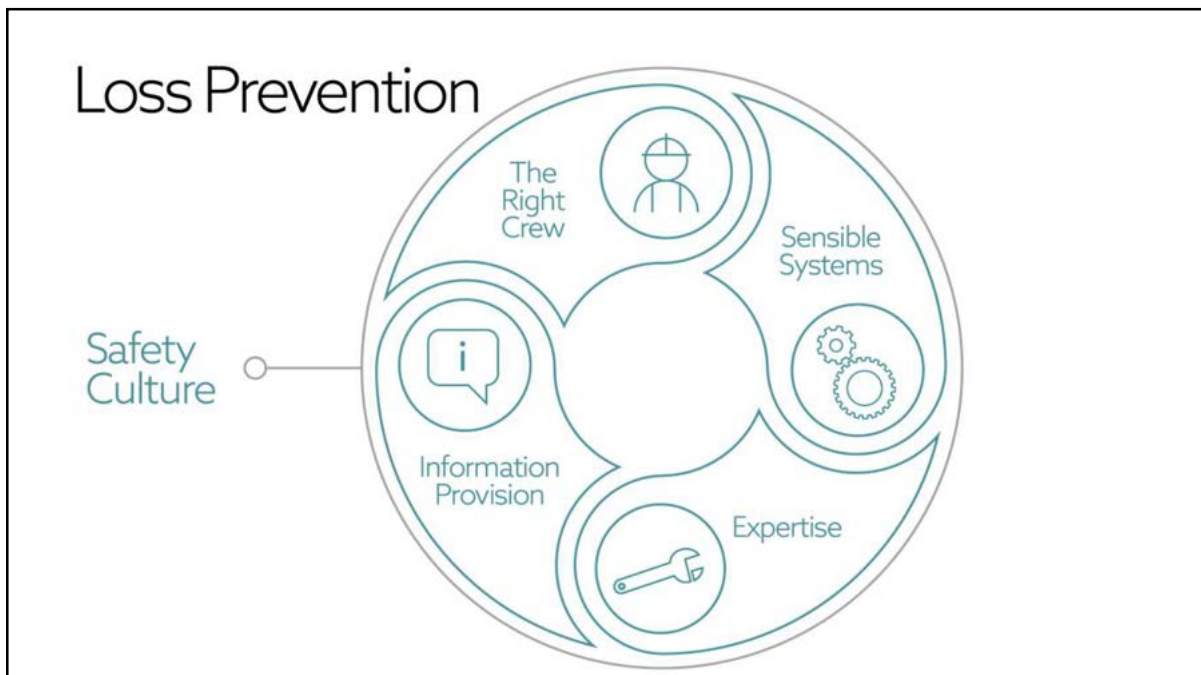 Loss Prevention
The
Right
Crew
Sensible
Systems
Safety
Culture
i
Information
Provision
Expertise